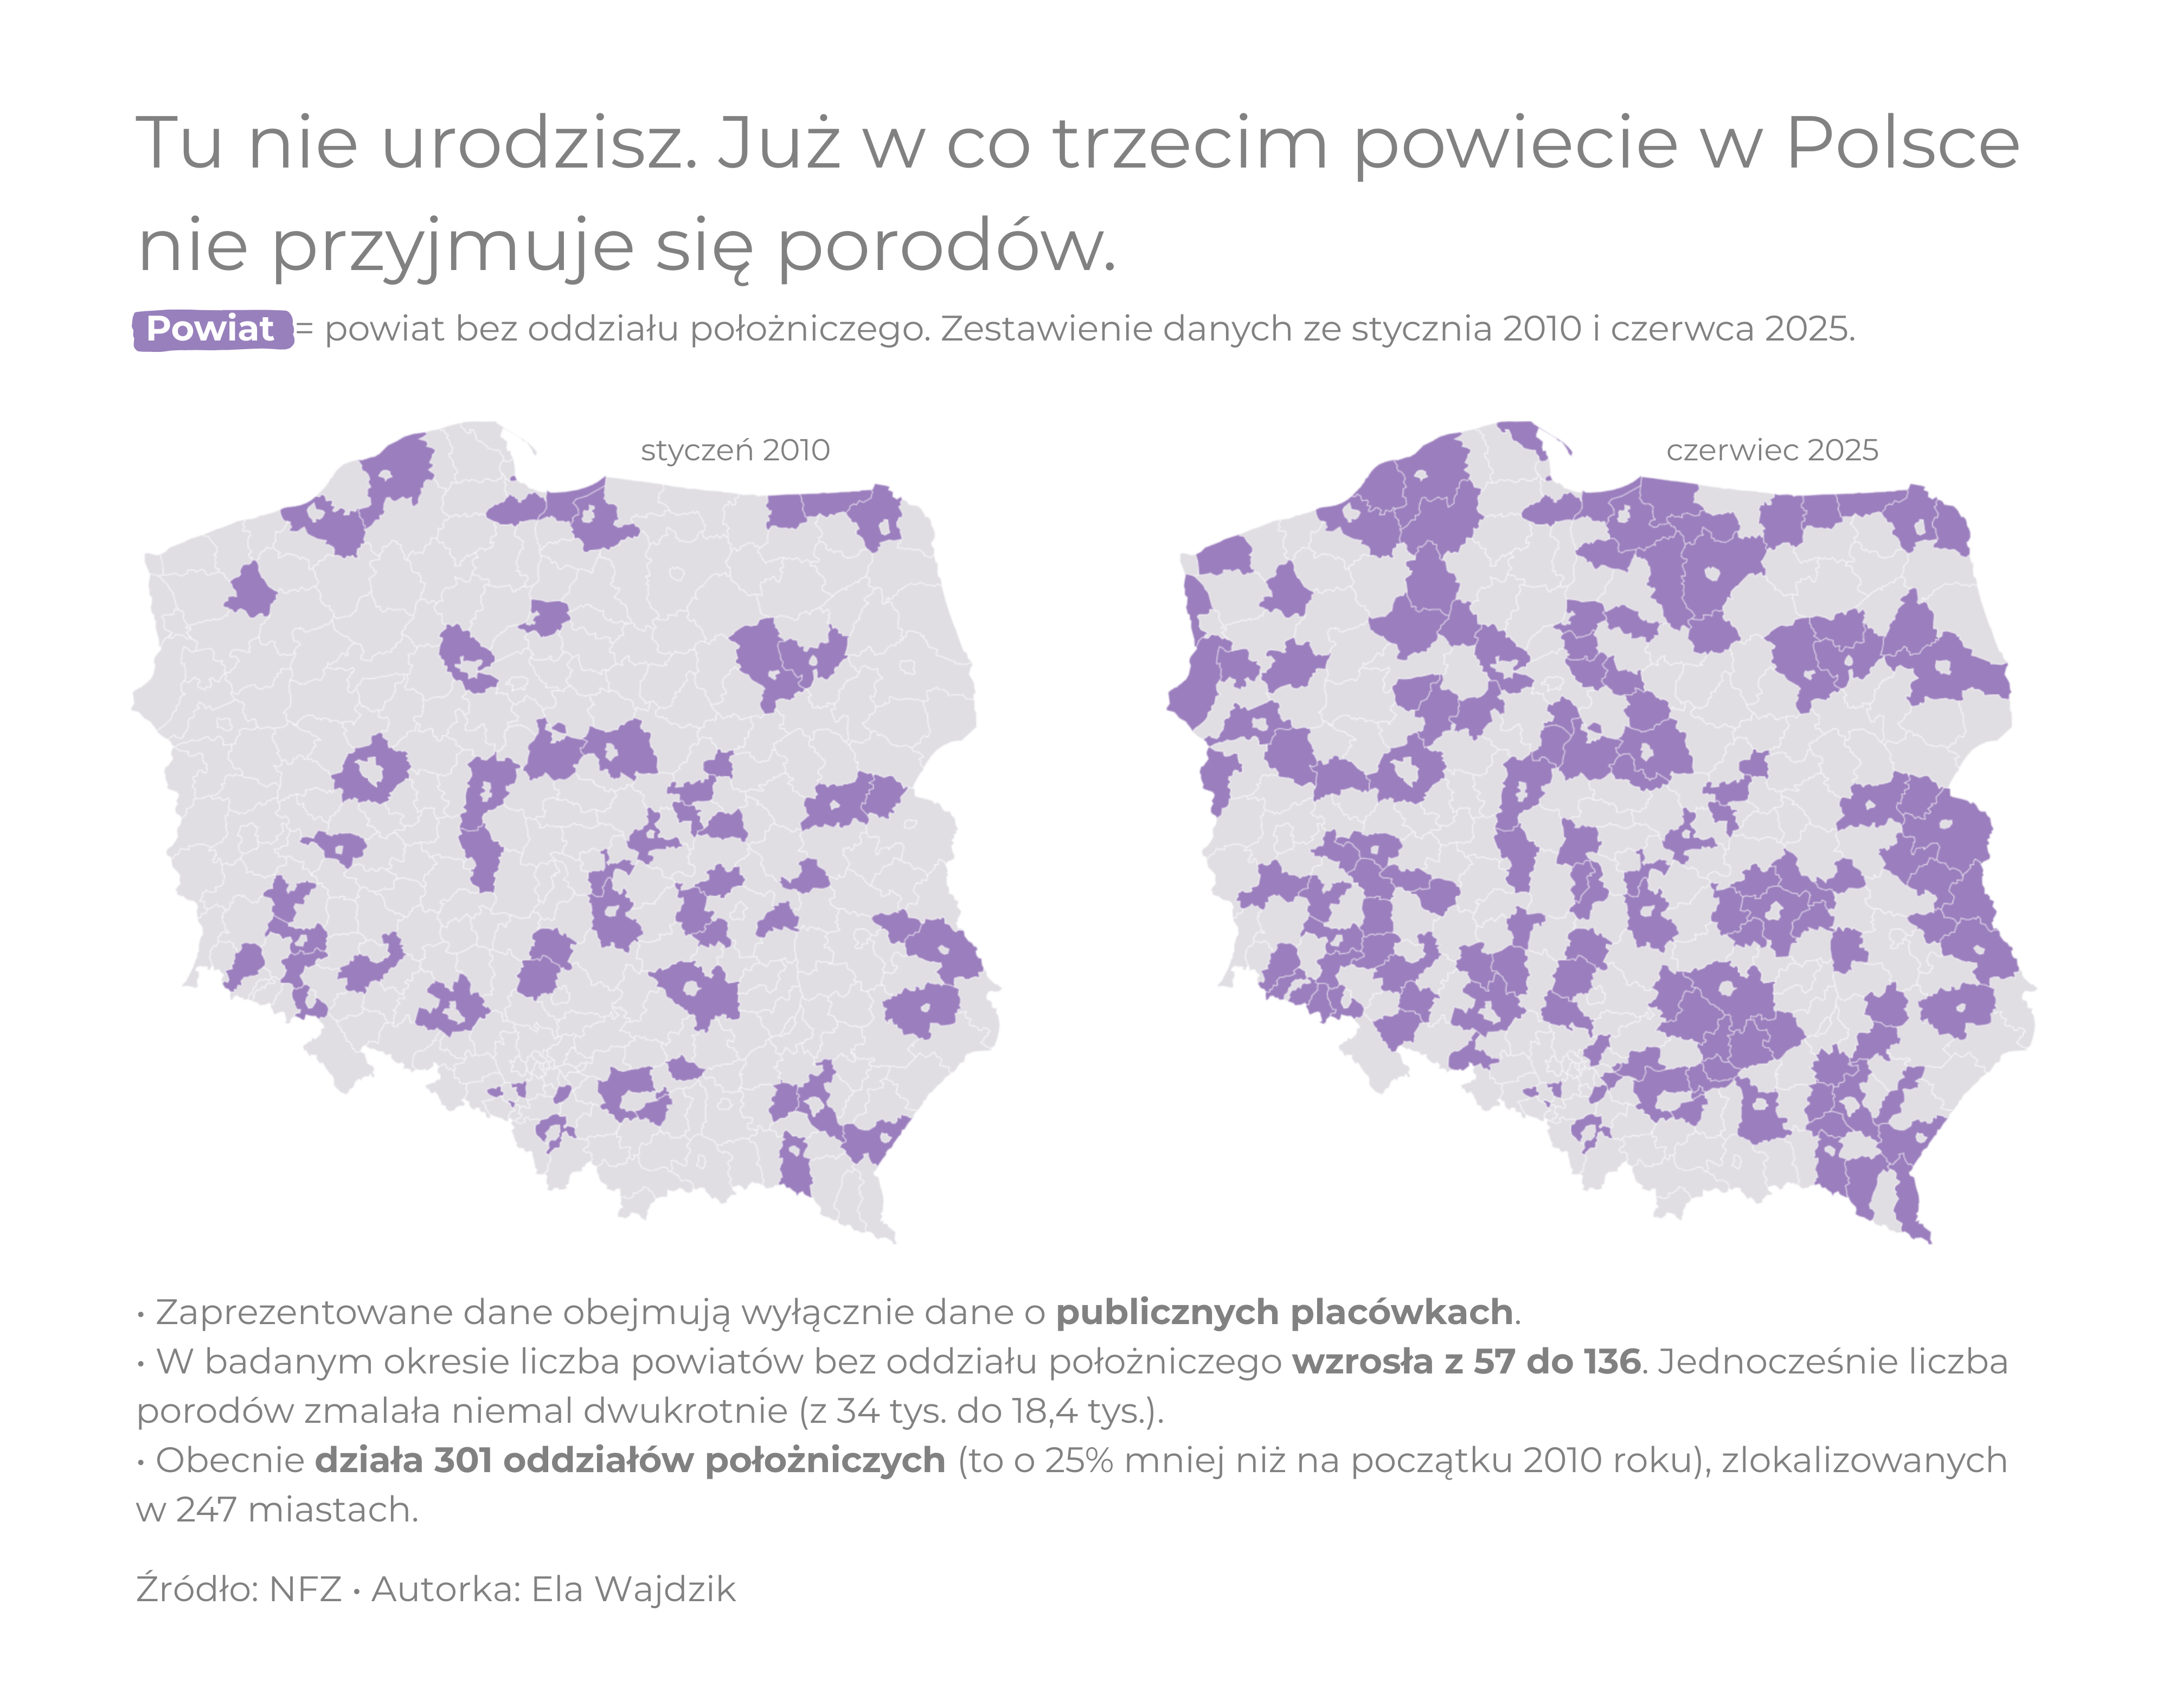 Tu nie urodzisz. Już w co trzecim powiecie w Polsce
nie przyjmuje się porodów.
Powiat = powiat bez oddziału położniczego. Zestawienie danych ze stycznia 2010 i czerwca 2025.
styczeń 2010
czerwiec 2025
• Zaprezentowane dane obejmują wyłącznie dane o publicznych placówkach.
• W badanym okresie liczba powiatów bez oddziału położniczego wzrosła z 57 do 136. Jednocześnie liczba
porodów zmalała niemal dwukrotnie (z 34 tys. do 18,4 tys.).
• Obecnie działa 301 oddziałów położniczych (to o 25% mniej niż na początku 2010 roku), zlokalizowanych
w 247 miastach.
Źródło: NFZ • Autorka: Ela Wajdzik